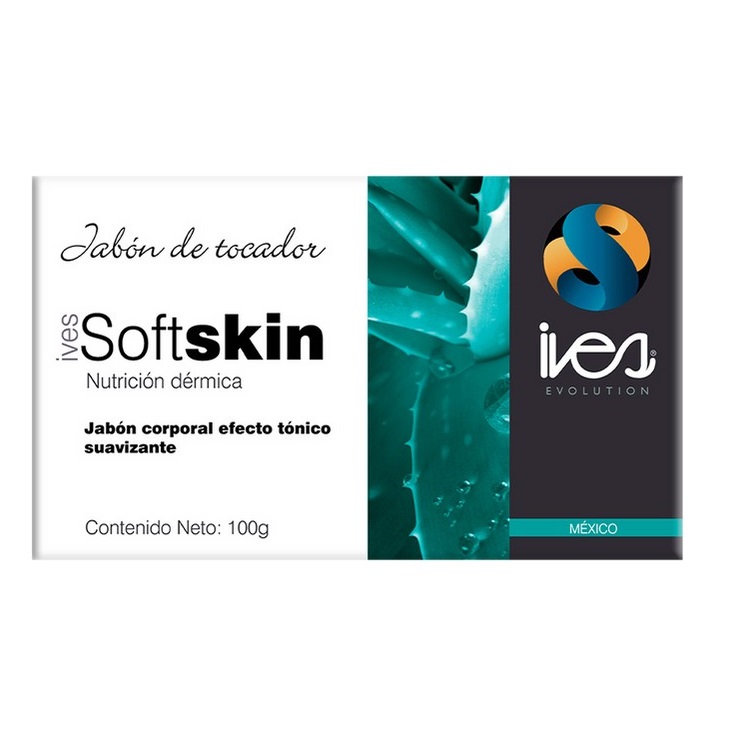 Jabón de tocador
ives
Softskin
Nutrición dérmica
Jabón corporal efecto tónico
suavizante
Contenido Neto: 100g
ives®
EVOLUTION
MÉXICO